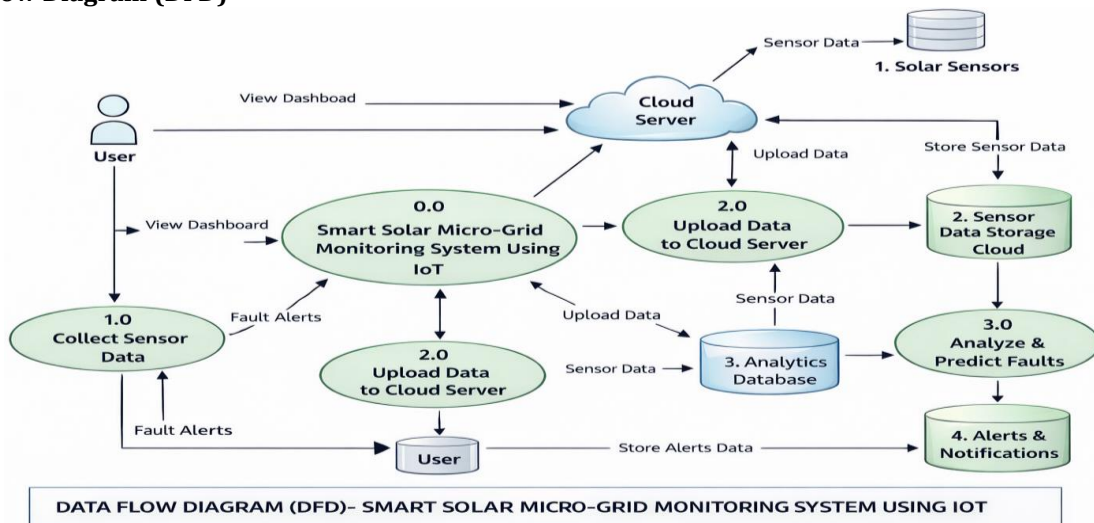 Sensor Data
1. Solar Sensors
View Dashboad
Cloud
Server
User
Upload Data
Store Sensor Data
0.0
Smart Solar Micro-Grid
Monitoring System Using
IoT
2.0
Upload Data
to Cloud Server
2. Sensor
Data Storage
Cloud
View Dashboard
Sensor Data
1.0
Collect Sensor
Data
Fault Alerts
Upload Data
3.0
Analyze &
Predict Faults
2.0
Upload Data
to Cloud Server
Sensor Data
3. Analytics
Database
Fault Alerts
User
Store Alerts Data
4. Alerts &
Notifications
DATA FLOW DIAGRAM (DFD)- SMART SOLAR MICRO-GRID MONITORING SYSTEM USING IOT